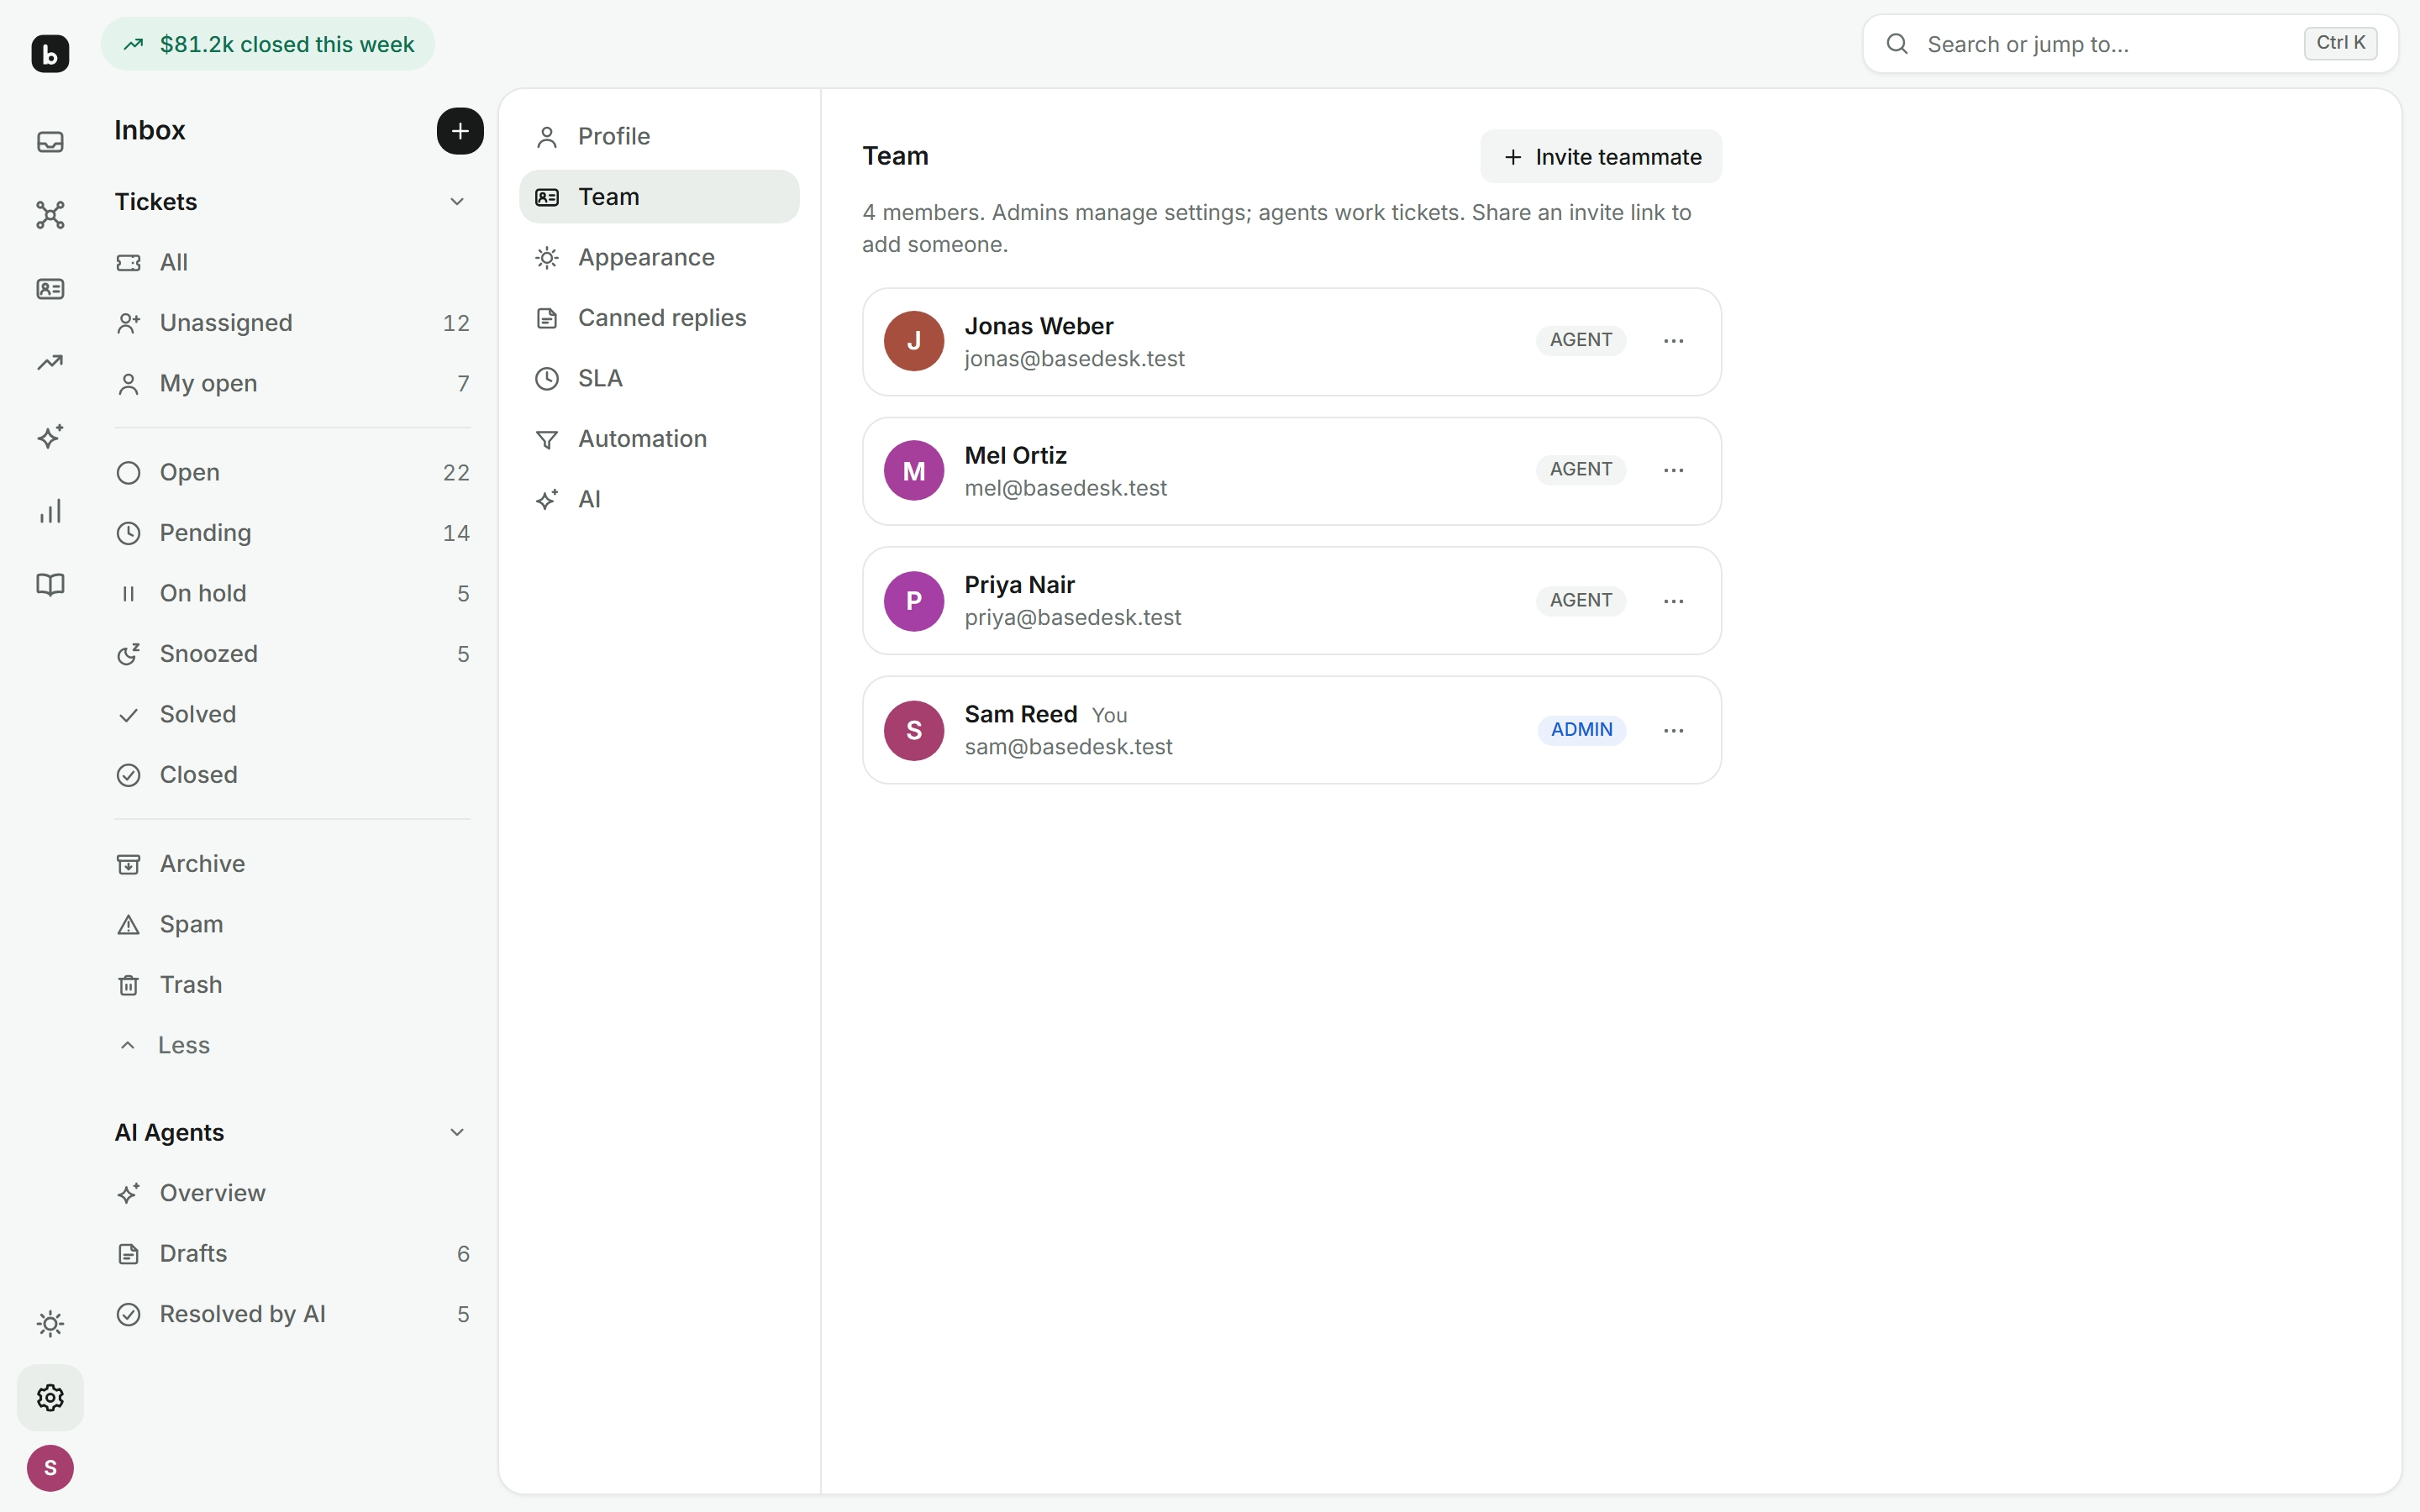 b
$81.2k closed this week
Search or jump to...
Ctrl K
Inbox
Tickets
All
Unassigned 12
My open 7
Open 22
Pending 14
On hold 5
Snoozed 5
Solved
Closed
Archive
Spam
Trash
Less
AI Agents
Overview
Drafts 6
Resolved by AI 5
S
Profile
Team
Appearance
Canned replies
SLA
Automation
AI
Team
Invite teammate
4 members. Admins manage settings; agents work tickets. Share an invite link to
add someone.
J
Jonas Weber
jonas@basedesk.test
AGENT
M
Mel Ortiz
mel@basedesk.test
AGENT
P
Priya Nair
priya@basedesk.test
AGENT
S
Sam Reed You
sam@basedesk.test
ADMIN